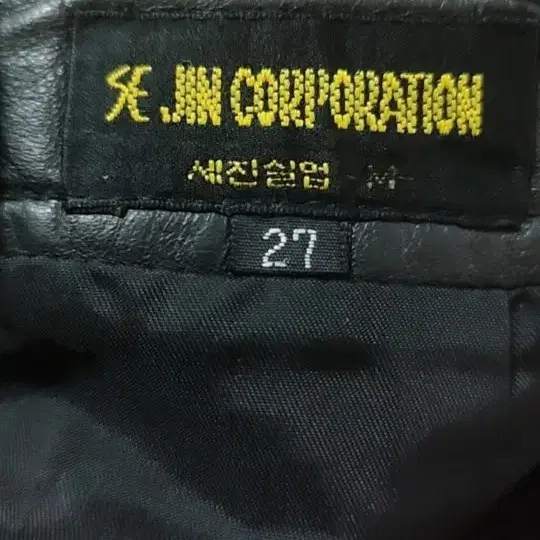 SE JIN CORPORATION
세진실업 -M-
27